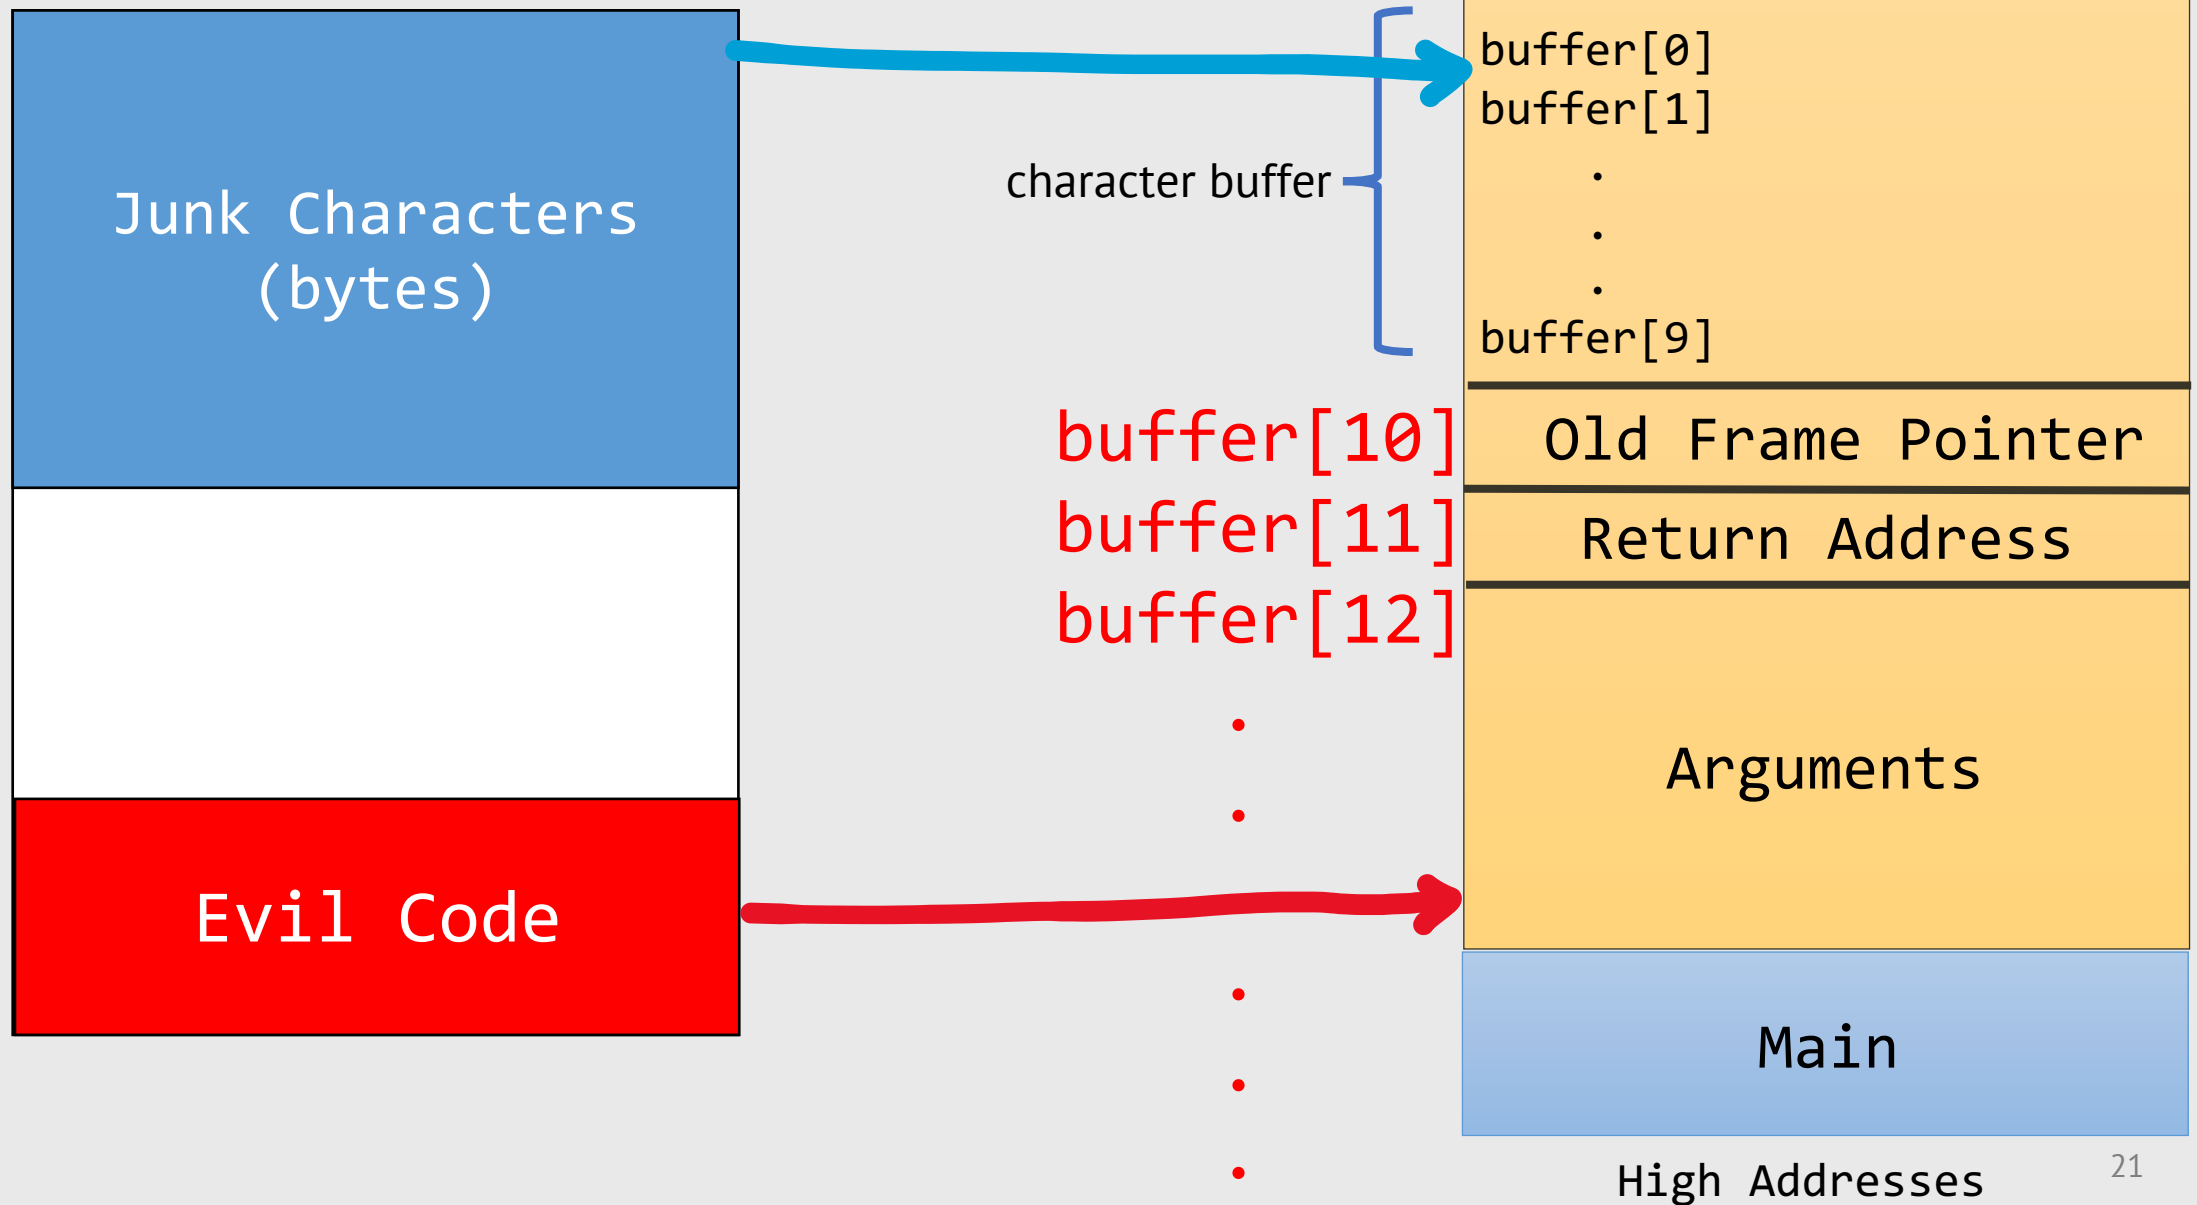 Junk Characters
(bytes)
Evil Code
character buffer
buffer[10]
buffer[11]
buffer[12]
.
.
.
.
.
buffer[0]
buffer[1]
.
.
.
buffer[9]
Old Frame Pointer
Return Address
Arguments
Main
High Addresses
21